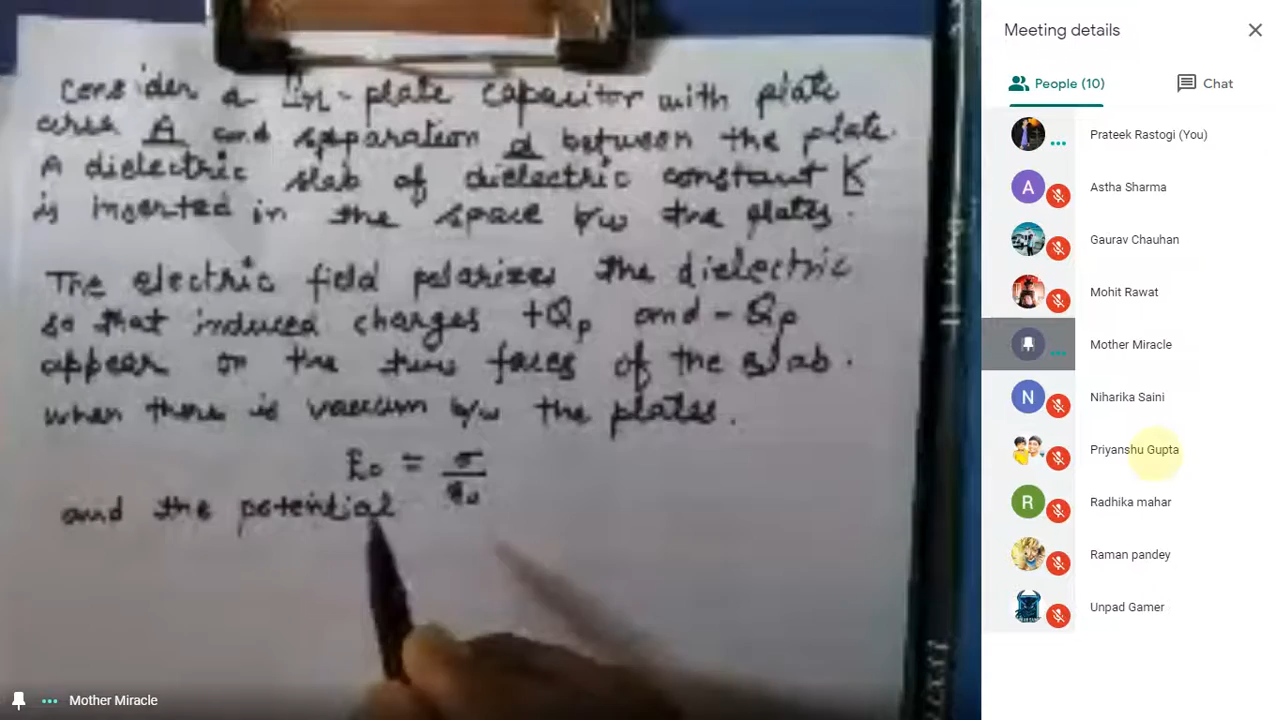 Consider a ||er-plate capacitor with plate
area A and separation d between the plate.
A dielectric slab of dielectric constant K
is inserted in the space b/w the plates.
The electric field polarizes the dielectric
so that induced charges +Qp and -Qp
appear on the two faces of the slab.
When there is vaccum b/w the plates.
E0 = σ/ε0
and the potential
Mother Miracle
Meeting details
People (10)
Chat
Prateek Rastogi (You)
A
Astha Sharma
Gaurav Chauhan
Mohit Rawat
Mother Miracle
N
Niharika Saini
Priyanshu Gupta
R
Radhika mahar
Raman pandey
Unpad Gamer